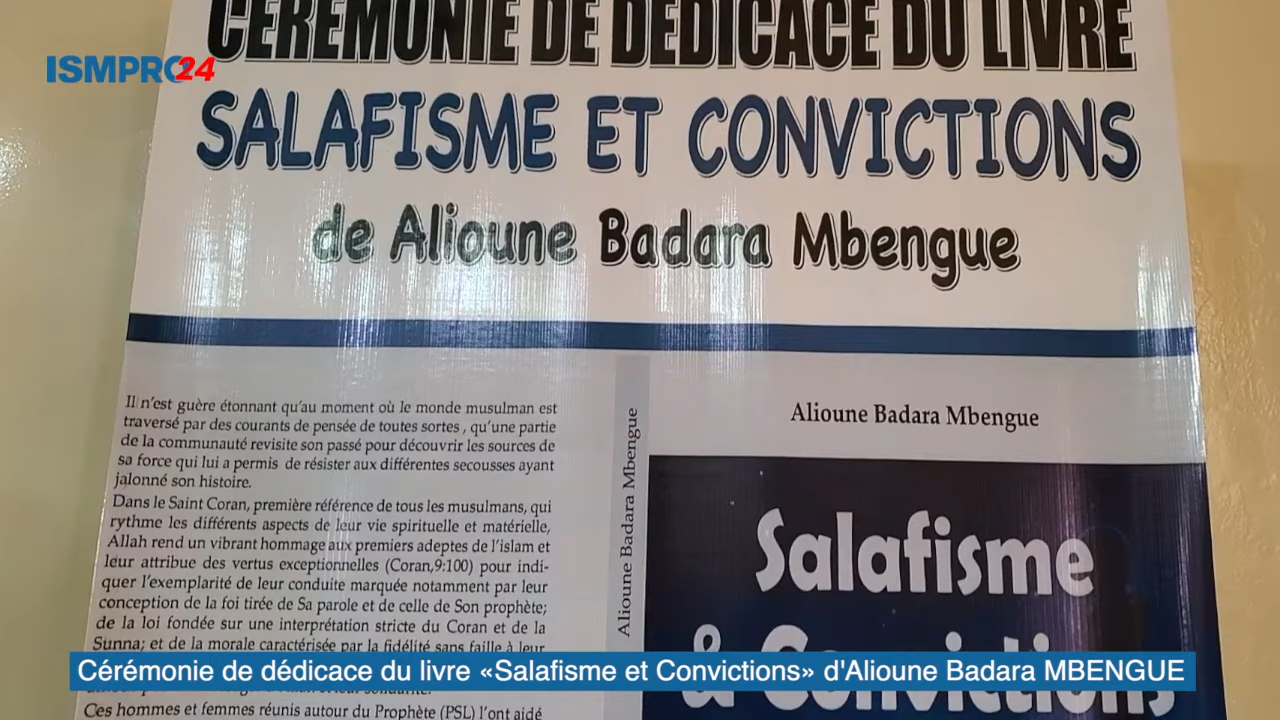 CÉRÉMONIE DE DÉDICACE DU LIVRE
ISMPRO24
SALAFISME ET CONVICTIONS
de Alioune Badara Mbengue
Il n'est guère étonnant qu'au moment où le monde musulman est
traversé par des courants de pensée de toutes sortes , qu'une partie
de la communauté revisite son passé pour découvrir les sources de
sa force qui lui a permis de résister aux différentes secousses ayant
jalonné son histoire.
Dans le Saint Coran, première référence de tous les musulmans, qui
rythme les différents aspects de leur vie spirituelle et matérielle,
Allah rend un vibrant hommage aux premiers adeptes de l'islam et
leur attribue des vertus exceptionnelles (Coran,9:100) pour indi-
quer l'exemplarité de leur conduite marquée notamment par leur
conception de la foi tirée de Sa parole et de celle de Son prophète;
de la loi fondée sur une interprétation stricte du Coran et de la
Sunna; et de la morale caractérisée par la fidélité sans faille à leur
Ces hommes et femmes réunis autour du Prophète (PSL) l'ont aidé
Alioune Badara Mbengue
Alioune Badara Mbengue
Salafisme
& Convictions
Cérémonie de dédicace du livre «Salafisme et Convictions» d'Alioune Badara MBENGUE